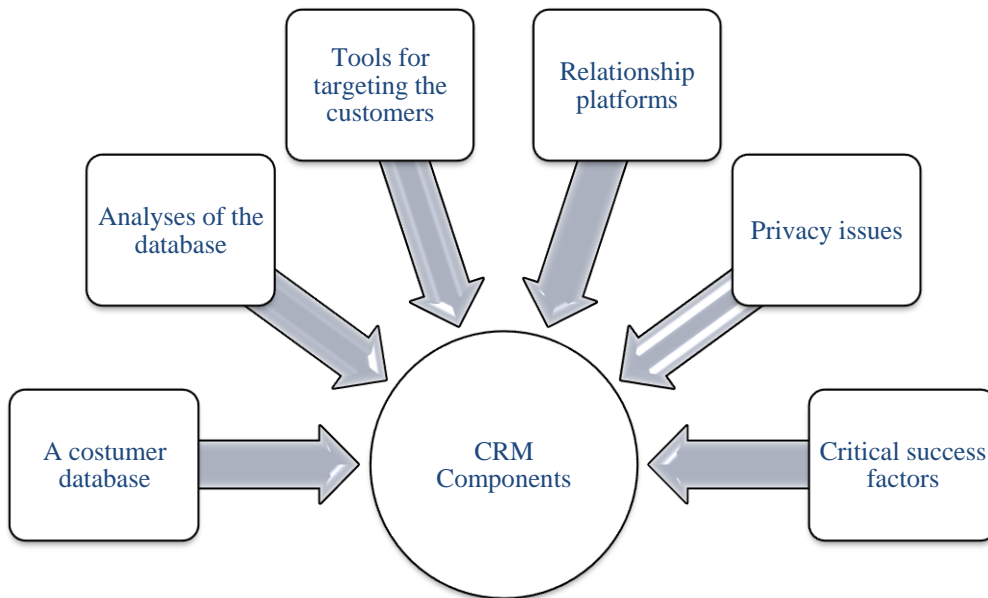 Tools for
targeting the
customers
Relationship
platforms
Analyses of the
database
Privacy issues
A costumer
database
CRM
Components
Critical success
factors